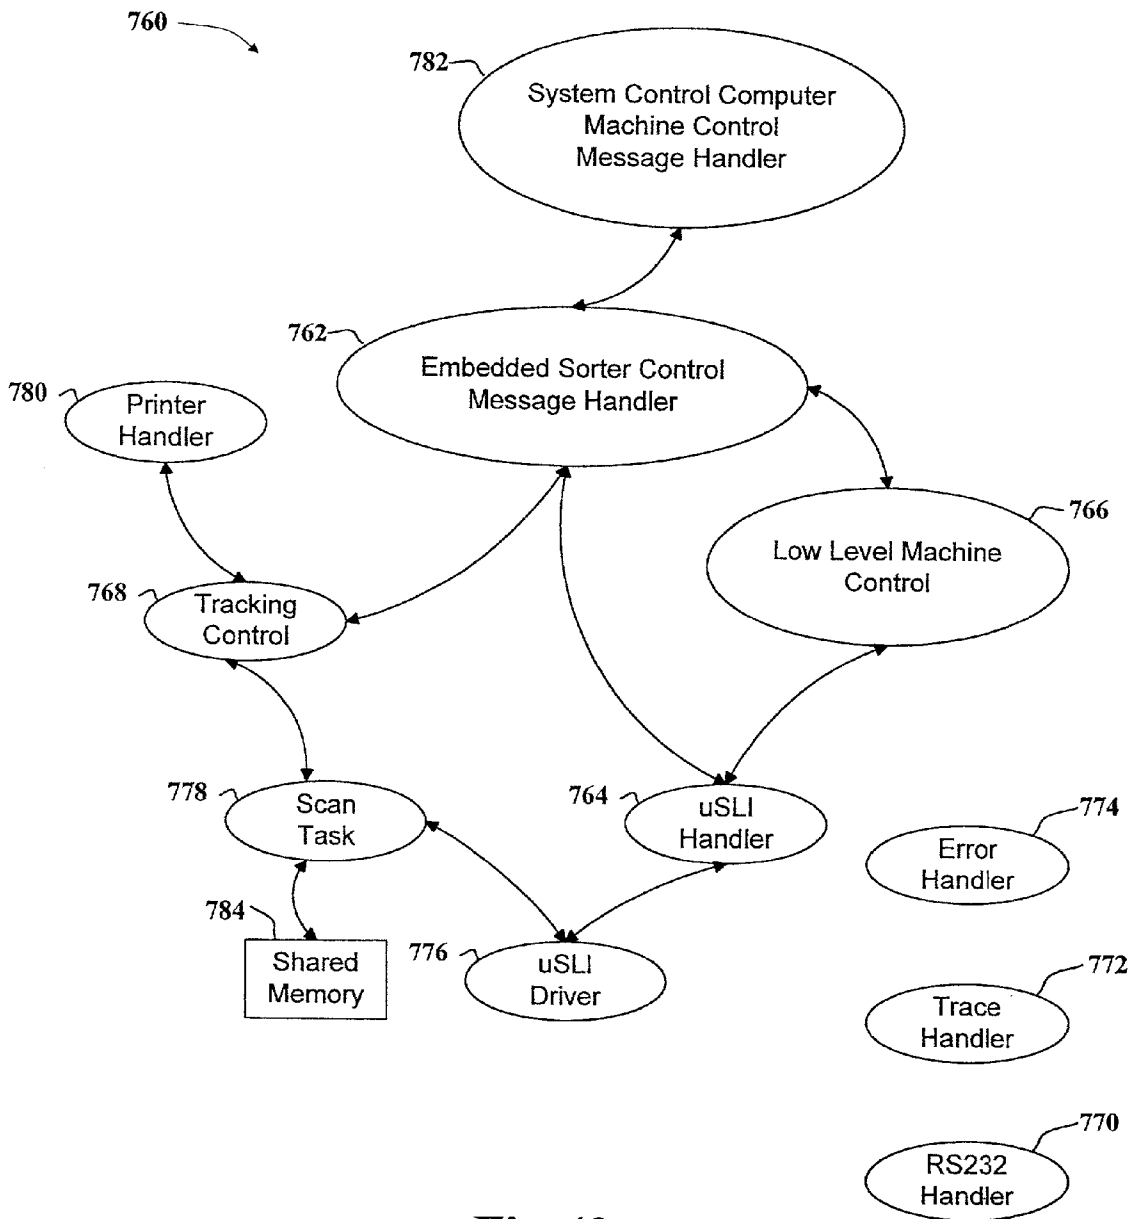 760
782
System Control Computer
Machine Control
Message Handler
762
Embedded Sorter Control
Message Handler
780
Printer
Handler
766
Low Level Machine
Control
768
Tracking
Control
778
Scan
Task
764
uSLI
Handler
774
Error
Handler
784
Shared
Memory
776
uSLI
Driver
772
Trace
Handler
770
RS232
Handler